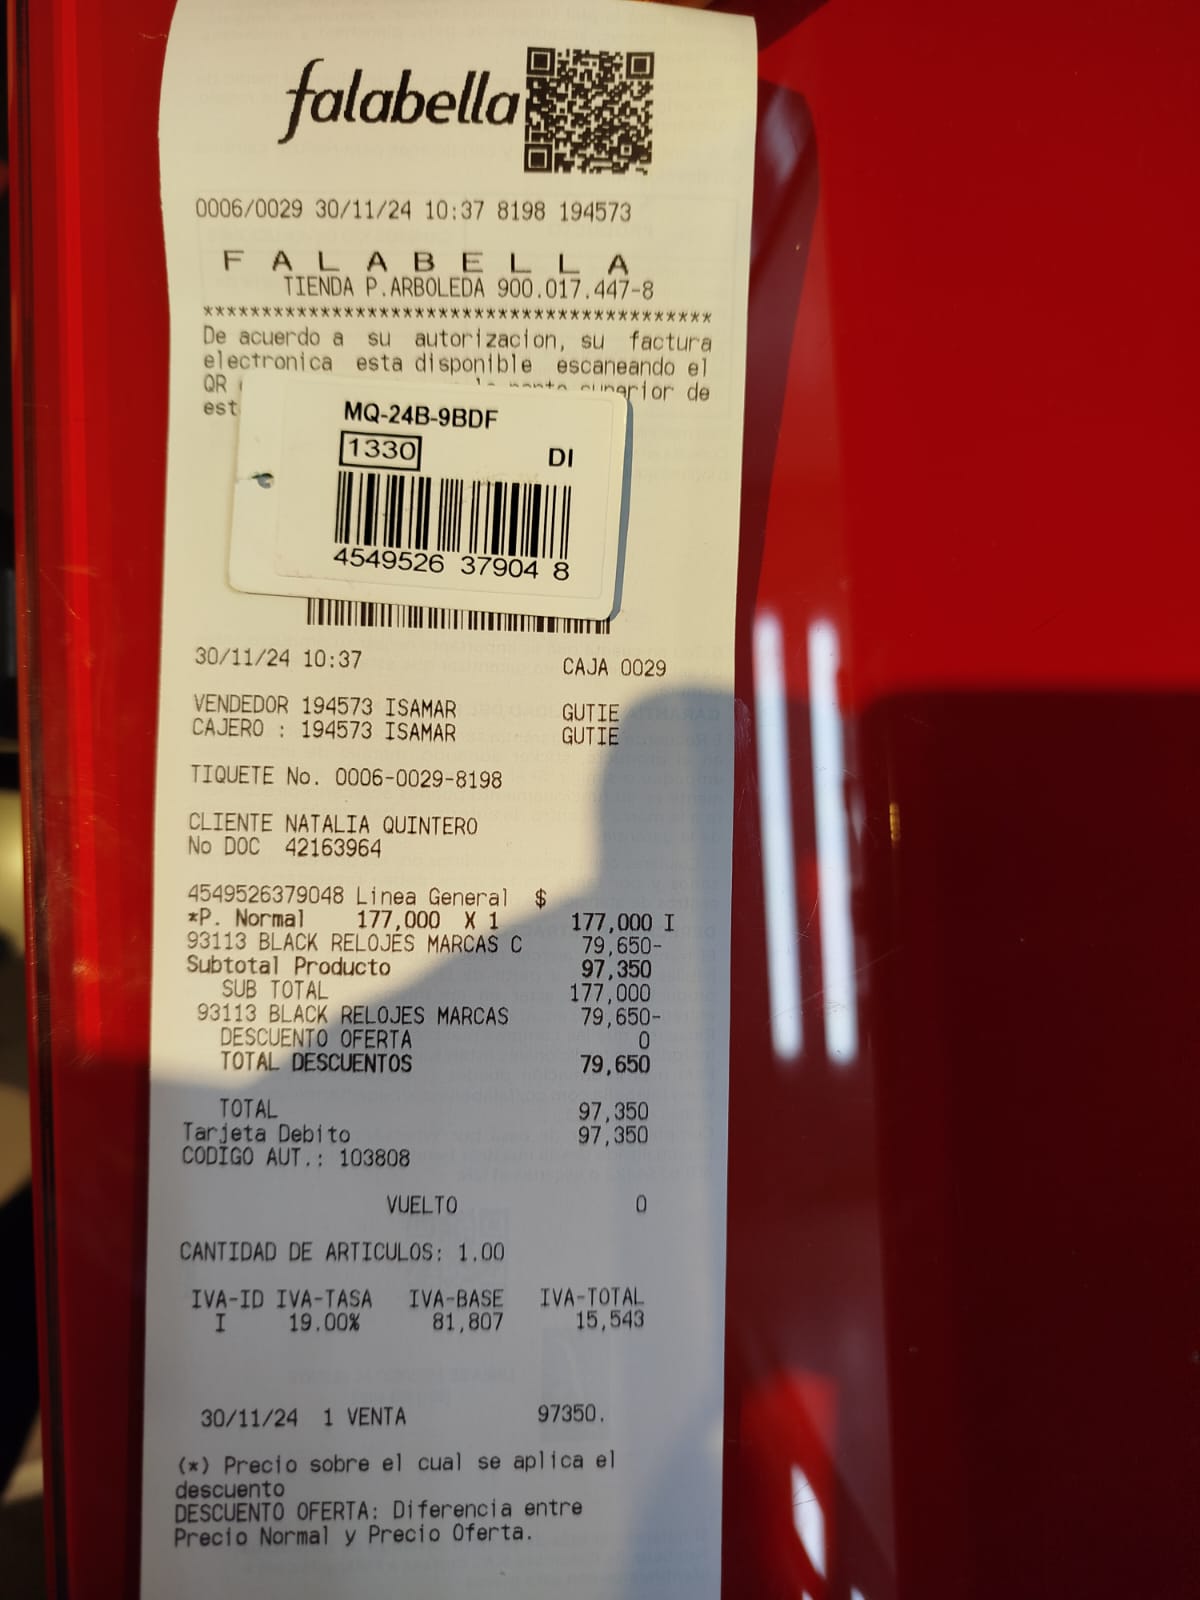 falabella
0006/0029 30/11/24 10:37 8198 194573
F A L A B E L L A
TIENDA P.ARBOLEDA 900.017.447-8
******************************************
De acuerdo a su autorizacion, su factura
electronica esta disponible escaneando el
QR superior de
est
MQ-24B-9BDF
1330 DI
4549526 37904 8
30/11/24 10:37 CAJA 0029
VENDEDOR 194573 ISAMAR GUTIE
CAJERO : 194573 ISAMAR GUTIE
TIQUETE No. 0006-0029-8198
CLIENTE NATALIA QUINTERO
No DOC 42163964
4549526379048 Linea General $
*P. Normal 177,000 X 1 177,000 I
93113 BLACK RELOJES MARCAS C 79,650-
Subtotal Producto 97,350
SUB TOTAL 177,000
93113 BLACK RELOJES MARCAS 79,650-
DESCUENTO OFERTA 0
TOTAL DESCUENTOS 79,650
TOTAL 97,350
Tarjeta Debito 97,350
CODIGO AUT.: 103808
VUELTO 0
CANTIDAD DE ARTICULOS: 1.00
IVA-ID IVA-TASA IVA-BASE IVA-TOTAL
I 19.00% 81,807 15,543
30/11/24 1 VENTA 97350.
(*) Precio sobre el cual se aplica el
descuento
DESCUENTO OFERTA: Diferencia entre
Precio Normal y Precio Oferta.